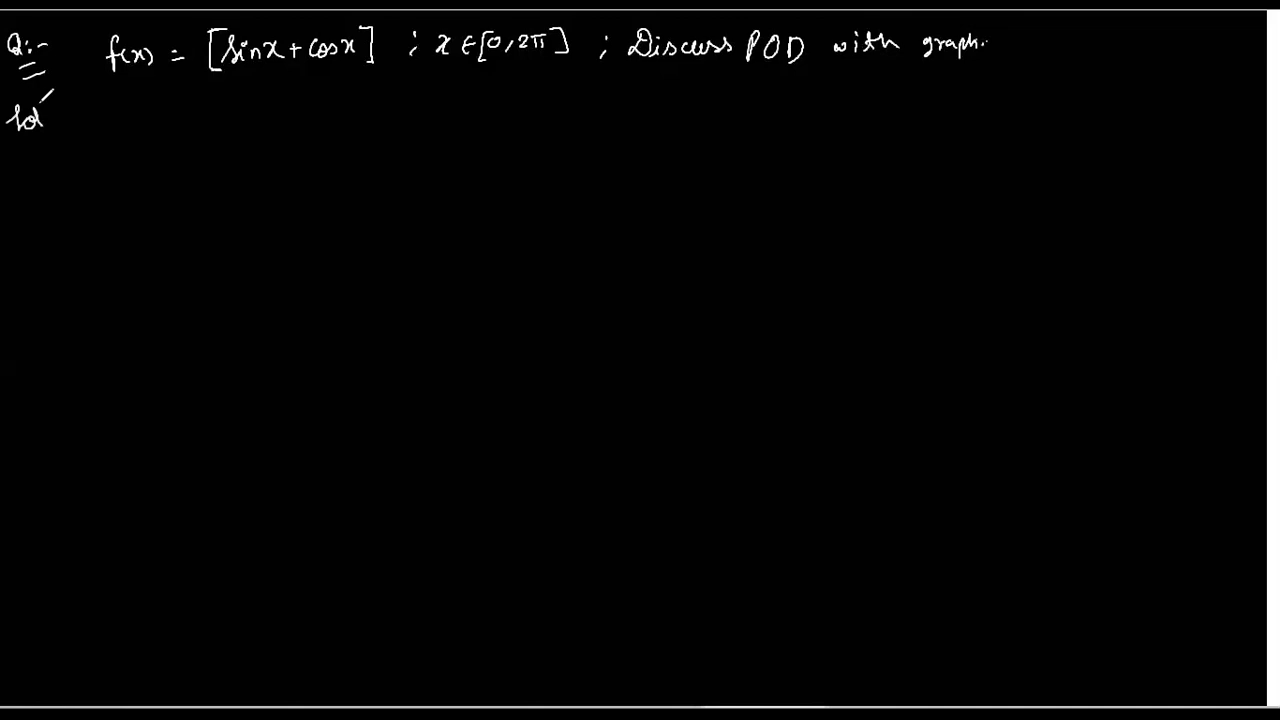 Q:- f(x) = [sinx + cosx] ; x ∈ [0, 2π] ; Discuss POD with graph.
Sol